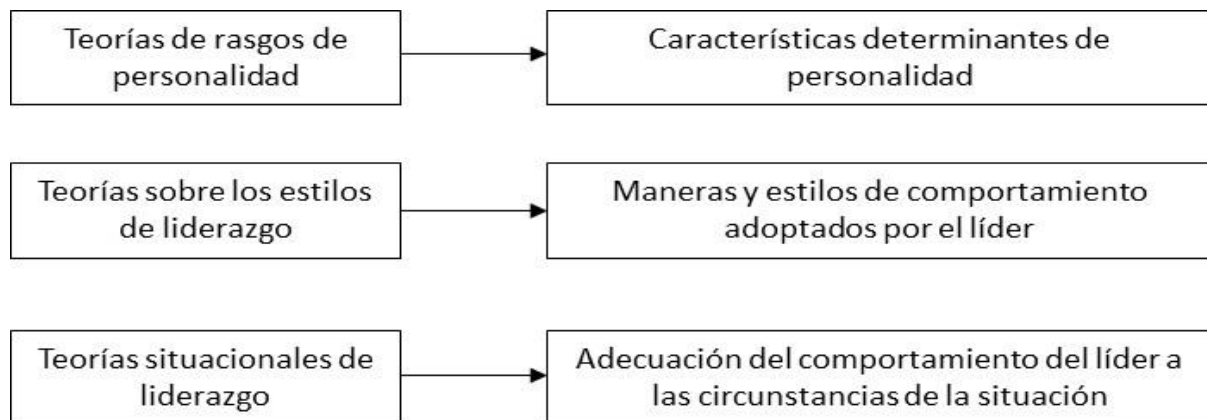 Teorías de rasgos de
personalidad
Características determinantes de
personalidad
Teorías sobre los estilos
de liderazgo
Maneras y estilos de comportamiento
adoptados por el líder
Teorías situacionales de
liderazgo
Adecuación del comportamiento del líder a
las circunstancias de la situación